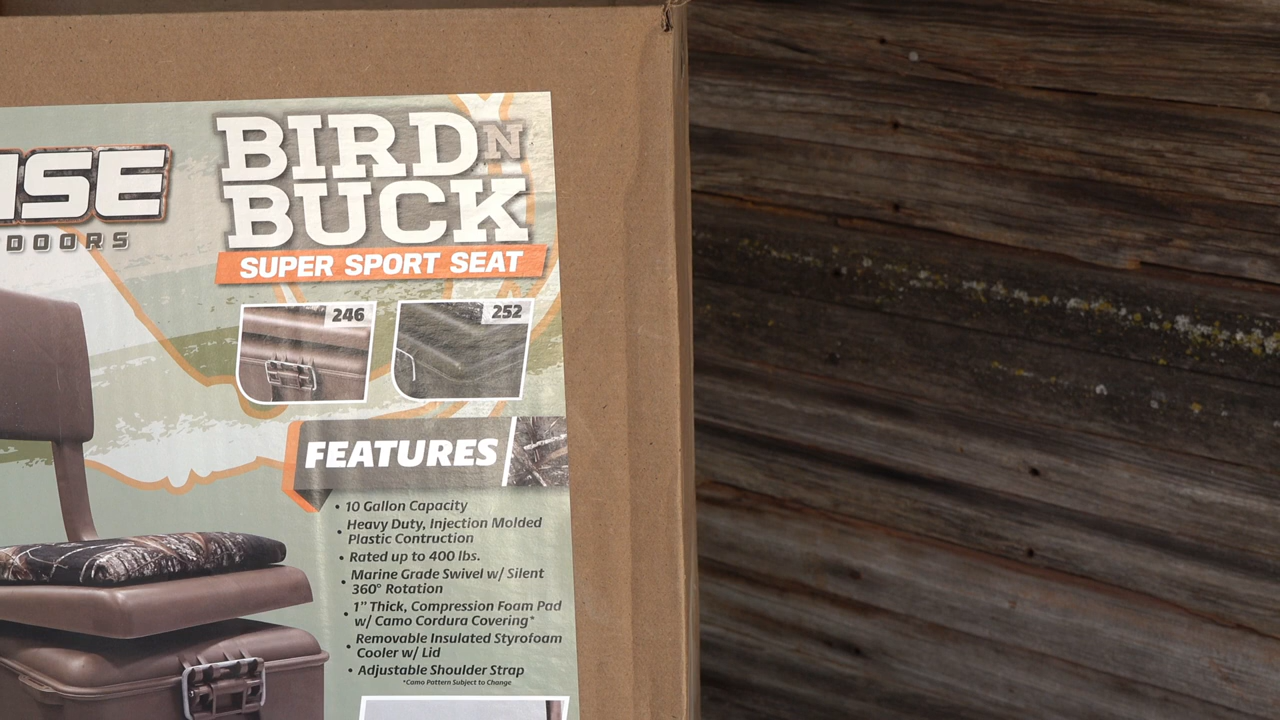 ISE
DOORS
BIRD N
BUCK
SUPER SPORT SEAT
246
252
FEATURES
• 10 Gallon Capacity
• Heavy Duty, Injection Molded
Plastic Contruction
• Rated up to 400 lbs.
• Marine Grade Swivel w/ Silent
360° Rotation
• 1” Thick, Compression Foam Pad
w/ Camo Cordura Covering*
• Removable Insulated Styrofoam
Cooler w/ Lid
• Adjustable Shoulder Strap
*Camo Pattern Subject to Change